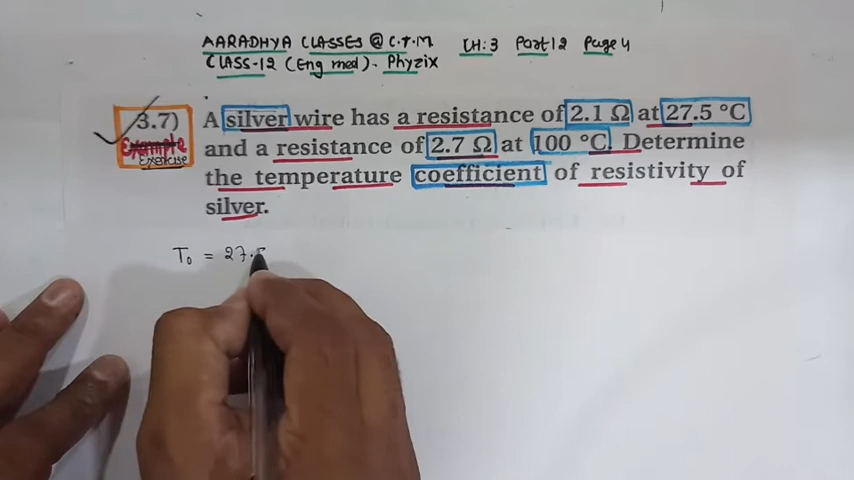 AARADHYA CLASSES @ C.T.M. CH:3 Part 12 Page 4
CLASS-12 (Eng med). Phyzix
3.7) A silver wire has a resistance of 2.1 Ω at 27.5 °C
Example
Exercise
and a resistance of 2.7 Ω at 100 °C. Determine
the temperature coefficient of resistivity of
silver.
T₀ = 27.5